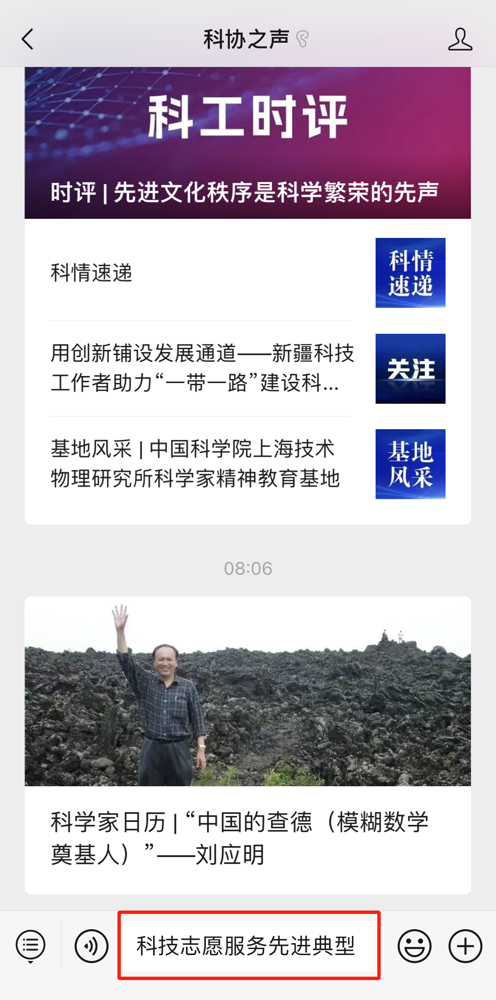 科协之声
科工时评
时评 | 先进文化秩序是科学繁荣的先声
科情速递
科情
速递
用创新铺设发展通道——新疆科技
工作者助力“一带一路”建设科...
关注
基地风采 | 中国科学院上海技术
物理研究所科学家精神教育基地
基地
风采
08:06
科学家日历 | “中国的查德（模糊数学
奠基人）”——刘应明
科技志愿服务先进典型